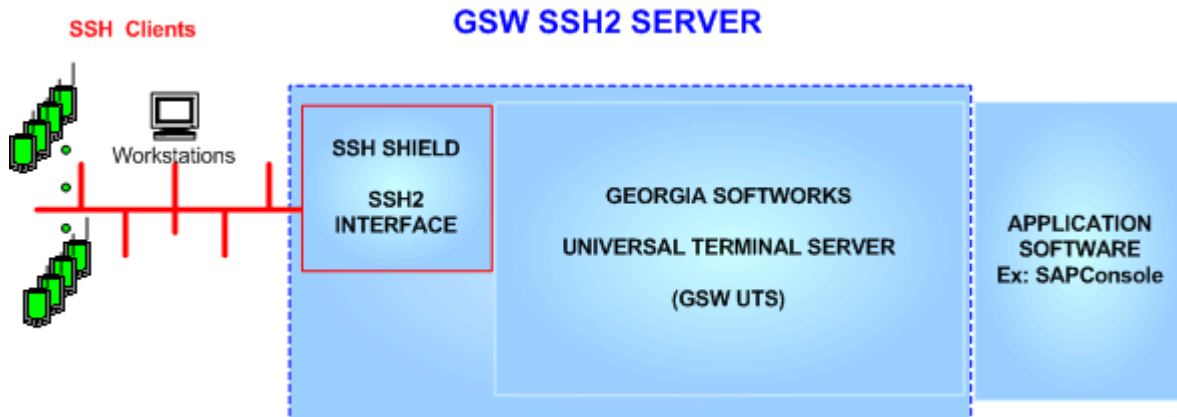 GSW SSH2 SERVER
SSH Clients
Workstations
SSH SHIELD
SSH2
INTERFACE
GEORGIA SOFTWORKS
UNIVERSAL TERMINAL SERVER
(GSW UTS)
APPLICATION
SOFTWARE
Ex: SAPConsole